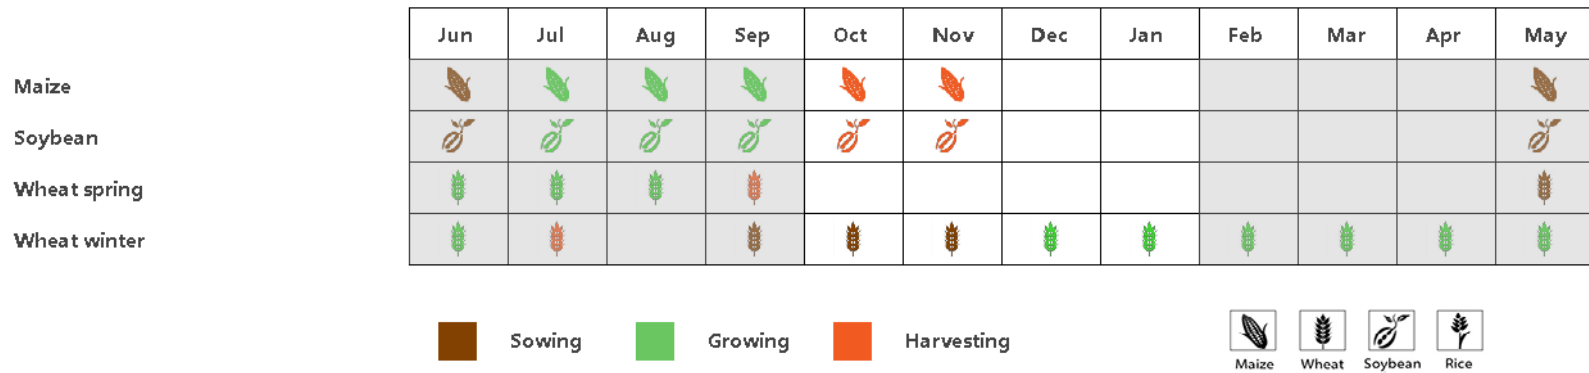 Jun Jul Aug Sep Oct Nov Dec Jan Feb Mar Apr May
Maize
Soybean
Wheat spring
Wheat winter
Sowing Growing Harvesting
Maize Wheat Soybean Rice